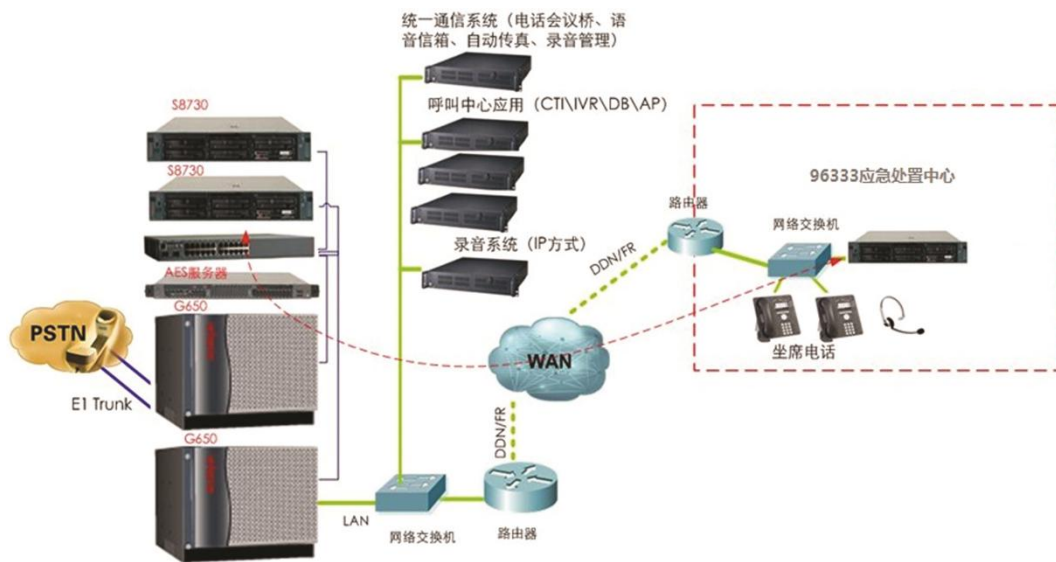 统一通信系统（电话会议桥、语
音信箱、自动传真、录音管理）
S8730
呼叫中心应用（CTI\IVR\DB\AP）
S8730
96333应急处置中心
路由器
网络交换机
录音系统（IP方式）
DDN/FR
AES服务器
G650
PSTN
WAN
坐席电话
E1 Trunk
G650
DDN/FR
LAN
网络交换机
路由器